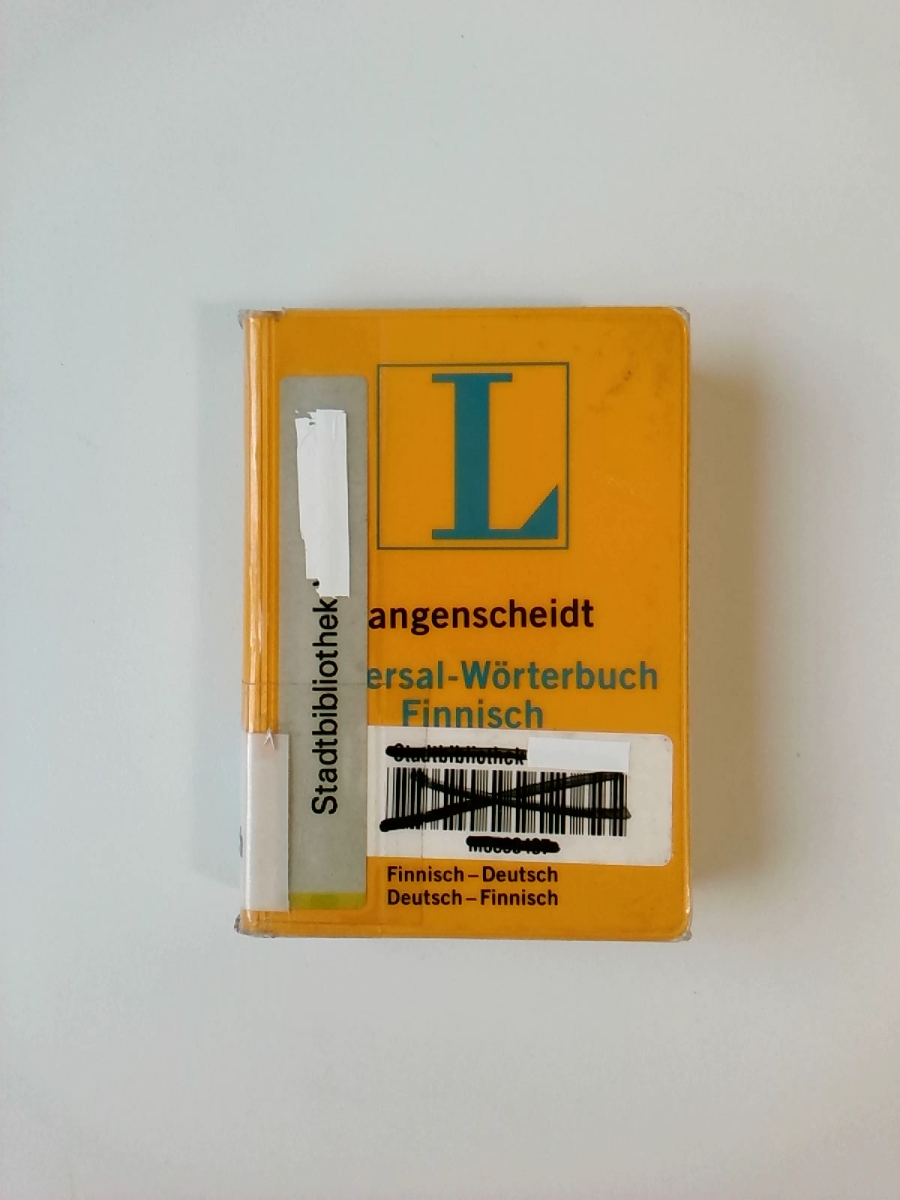 L
angenscheidt
ersal-Wörterbuch
Finnisch
Stadtbibliothek
Stadtbibliothek
Finnisch – Deutsch
Deutsch – Finnisch